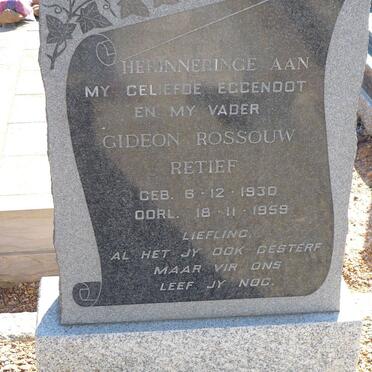 HERINNERINGE AAN
MY GELIEFDE EGGENOOT
EN MY VADER
GIDEON ROSSOUW
RETIEF
GEB. 6-12-1930
OORL. 18-11-1959
LIEFLING,
AL HET JY OOK GESTERF
MAAR VIR ONS
LEEF JY NOG.